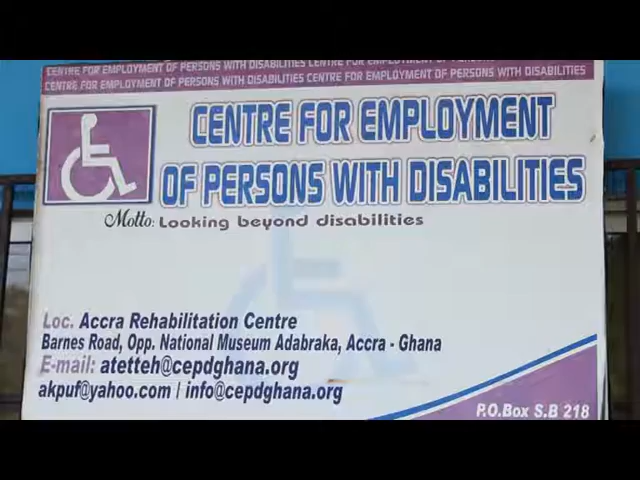 CENTRE FOR EMPLOYMENT OF PERSONS WITH DISABILITIES CENTRE FOR EMPLOYMENT OF PERSONS WITH DISABILITIES
CENTRE FOR EMPLOYMENT OF PERSONS WITH DISABILITIES CENTRE FOR EMPLOYMENT OF PERSONS WITH DISABILITIES
CENTRE FOR EMPLOYMENT
OF PERSONS WITH DISABILITIES
Motto: Looking beyond disabilities
Loc. Accra Rehabilitation Centre
Barnes Road, Opp. National Museum Adabraka, Accra - Ghana
E-mail: atetteh@cepdghana.org
akpuf@yahoo.com / info@cepdghana.org
P.O.Box S.B 218